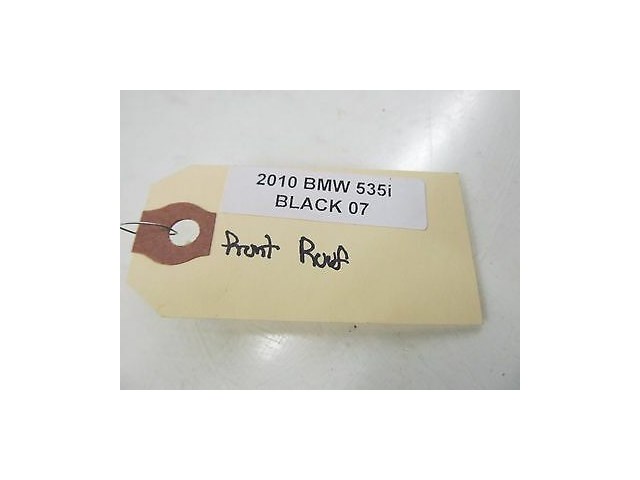 2010 BMW 535i
BLACK 07
Front Roof